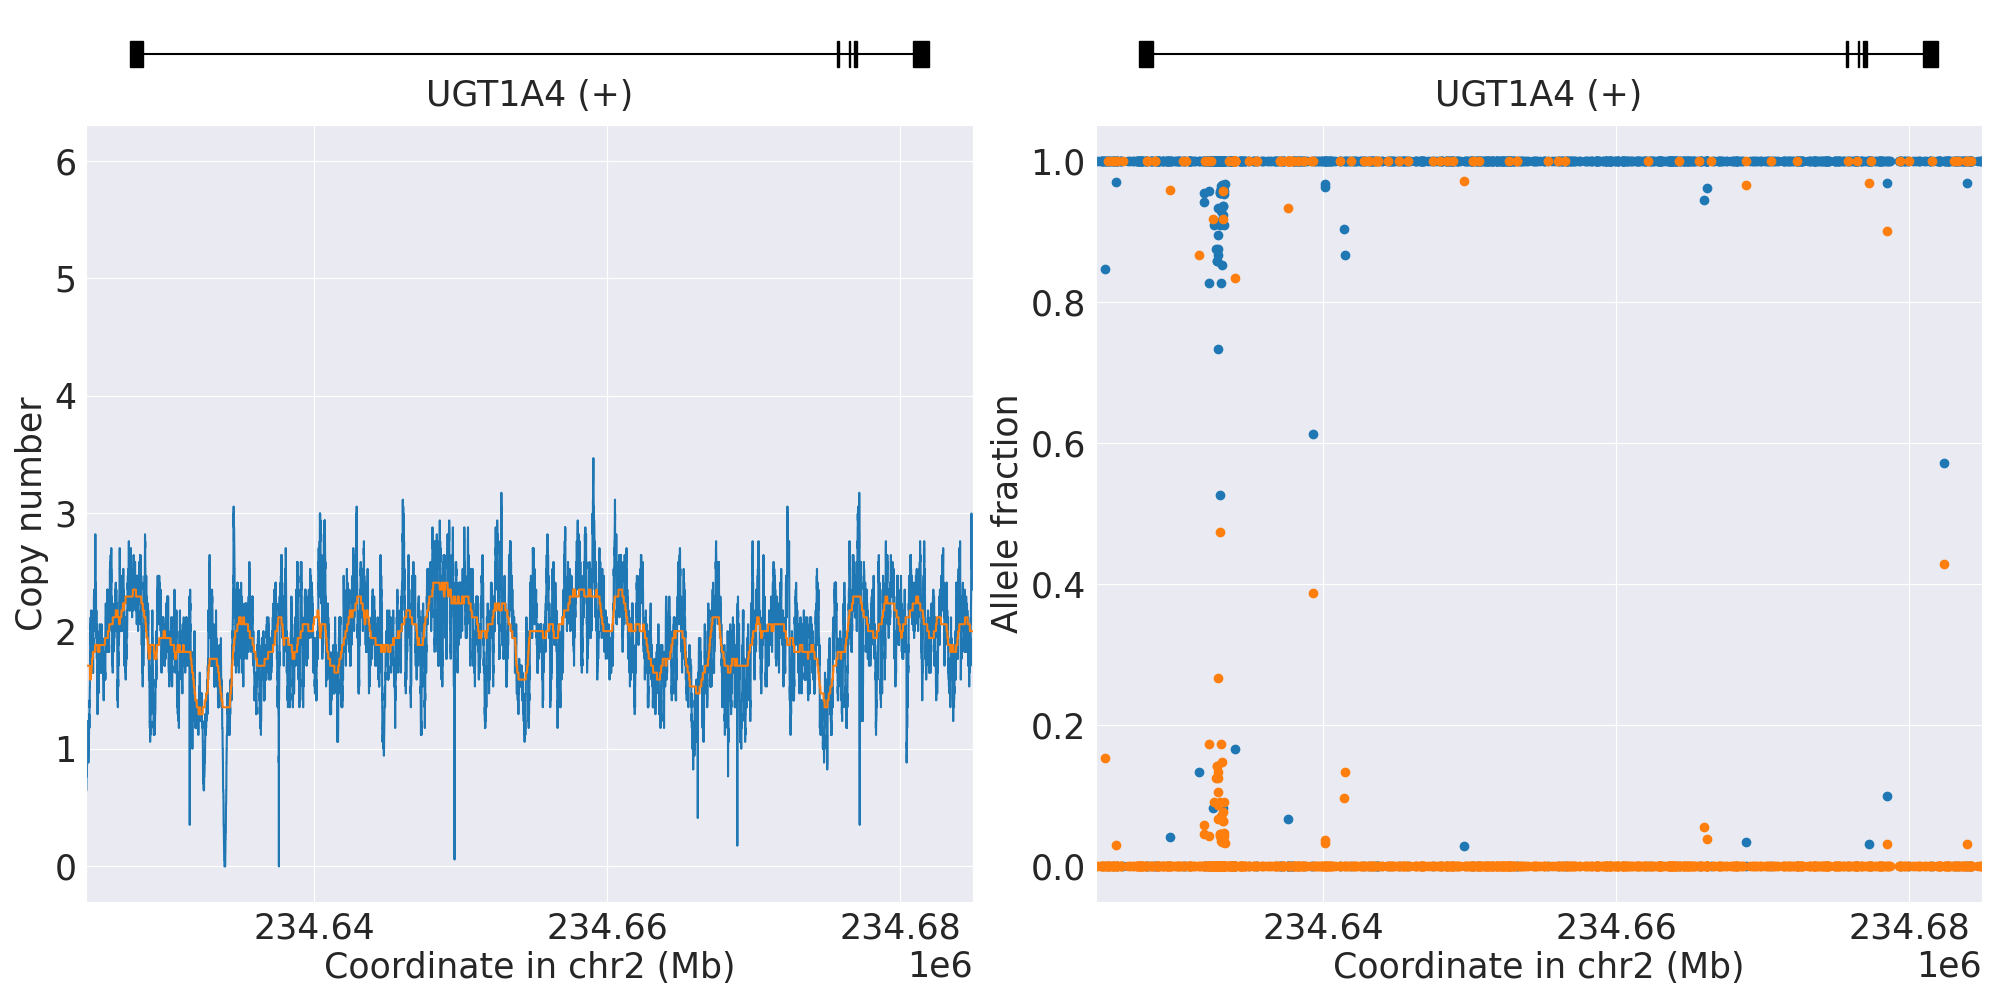 UGT1A4 (+)
6
5
4
3
2
1
0
Copy number
234.64
234.66
234.68
Coordinate in chr2 (Mb)
1e6
UGT1A4 (+)
1.0
0.8
0.6
0.4
0.2
0.0
Allele fraction
234.64
234.66
234.68
Coordinate in chr2 (Mb)
1e6